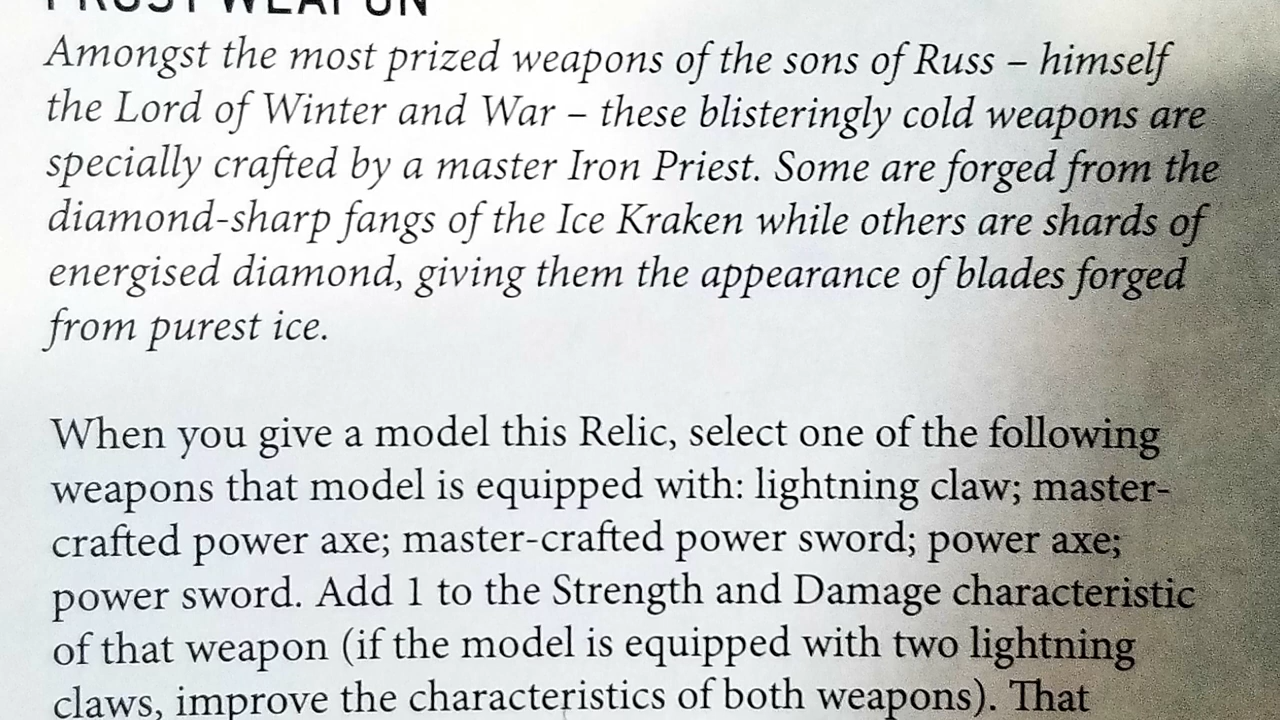 FROST WEAPON
Amongst the most prized weapons of the sons of Russ – himself
the Lord of Winter and War – these blisteringly cold weapons are
specially crafted by a master Iron Priest. Some are forged from the
diamond-sharp fangs of the Ice Kraken while others are shards of
energised diamond, giving them the appearance of blades forged
from purest ice.
When you give a model this Relic, select one of the following
weapons that model is equipped with: lightning claw; master-
crafted power axe; master-crafted power sword; power axe;
power sword. Add 1 to the Strength and Damage characteristic
of that weapon (if the model is equipped with two lightning
claws, improve the characteristics of both weapons). That